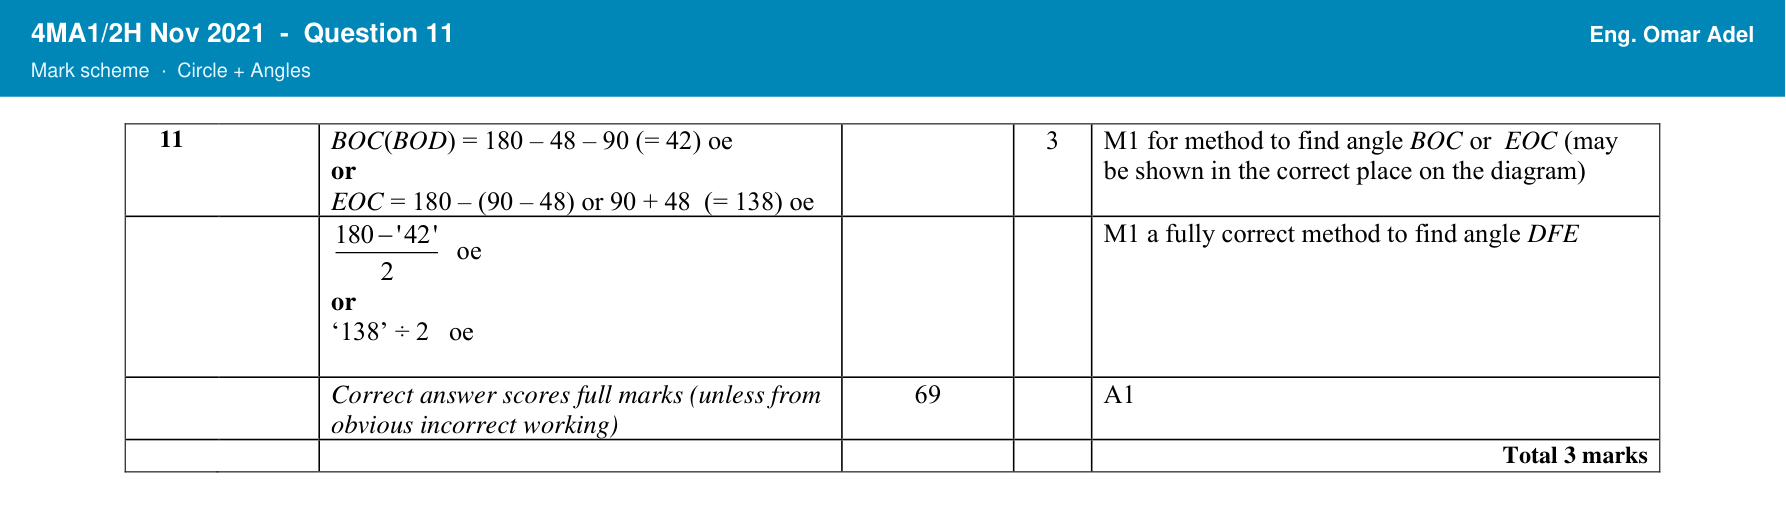 4MA1/2H Nov 2021 - Question 11
Eng. Omar Adel
Mark scheme · Circle + Angles
11
BOC(BOD) = 180 – 48 – 90 (= 42) oe
or
EOC = 180 – (90 – 48) or 90 + 48 (= 138) oe
3
M1 for method to find angle BOC or EOC (may
be shown in the correct place on the diagram)
180 – '42'
2
oe
or
‘138’ ÷ 2 oe
M1 a fully correct method to find angle DFE
Correct answer scores full marks (unless from
obvious incorrect working)
69
A1
Total 3 marks